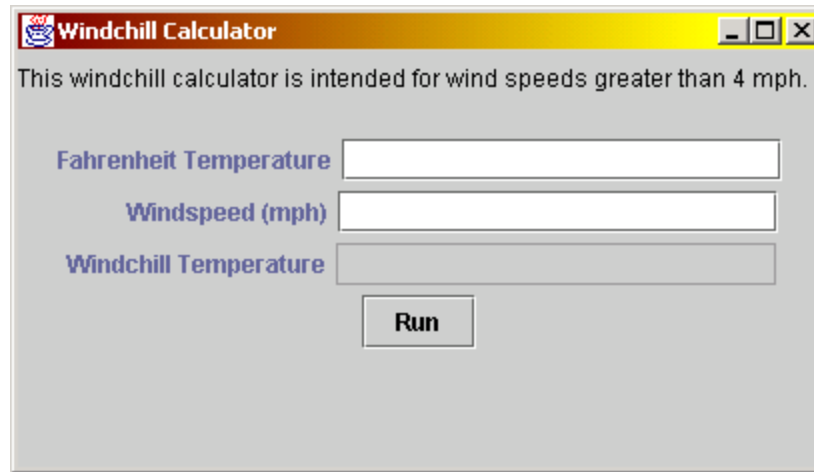 Windchill Calculator
This windchill calculator is intended for wind speeds greater than 4 mph.
Fahrenheit Temperature
Windspeed (mph)
Windchill Temperature
Run